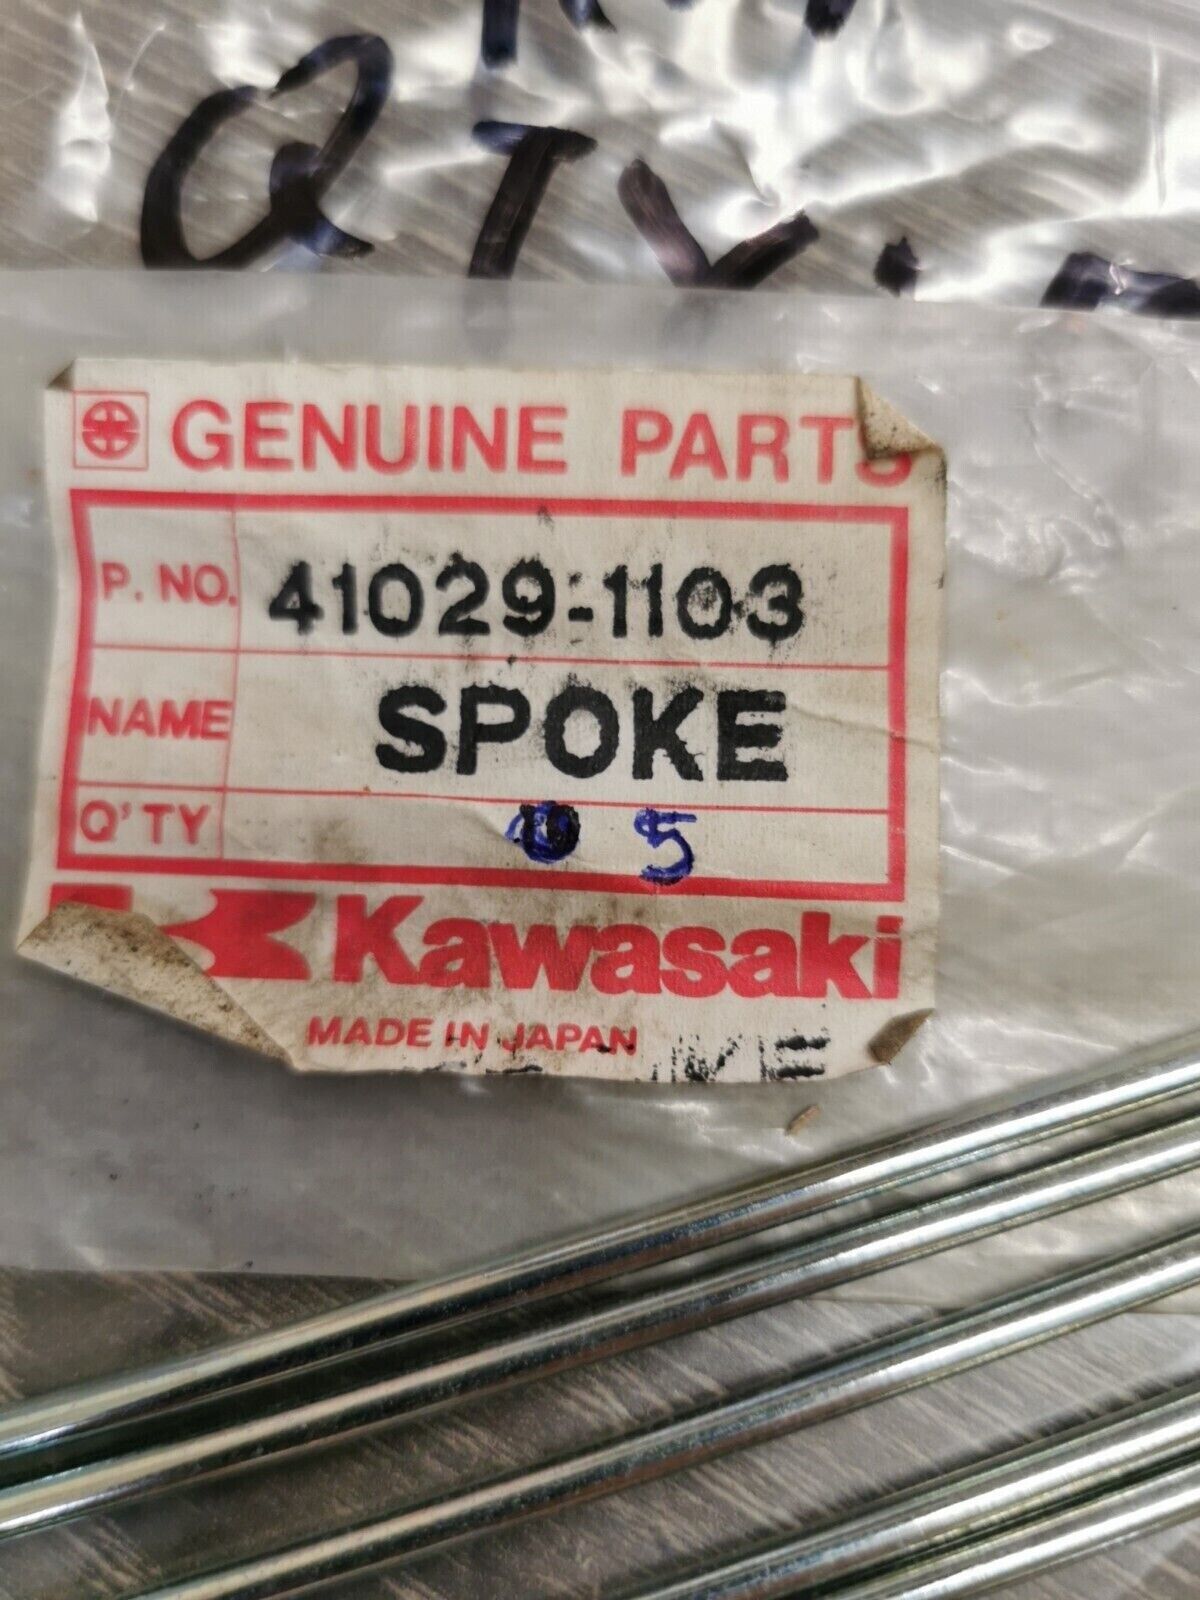 QTY:
GENUINE PARTS
P. NO. 41029-1103
NAME SPOKE
Q'TY 5
Kawasaki
MADE IN JAPAN